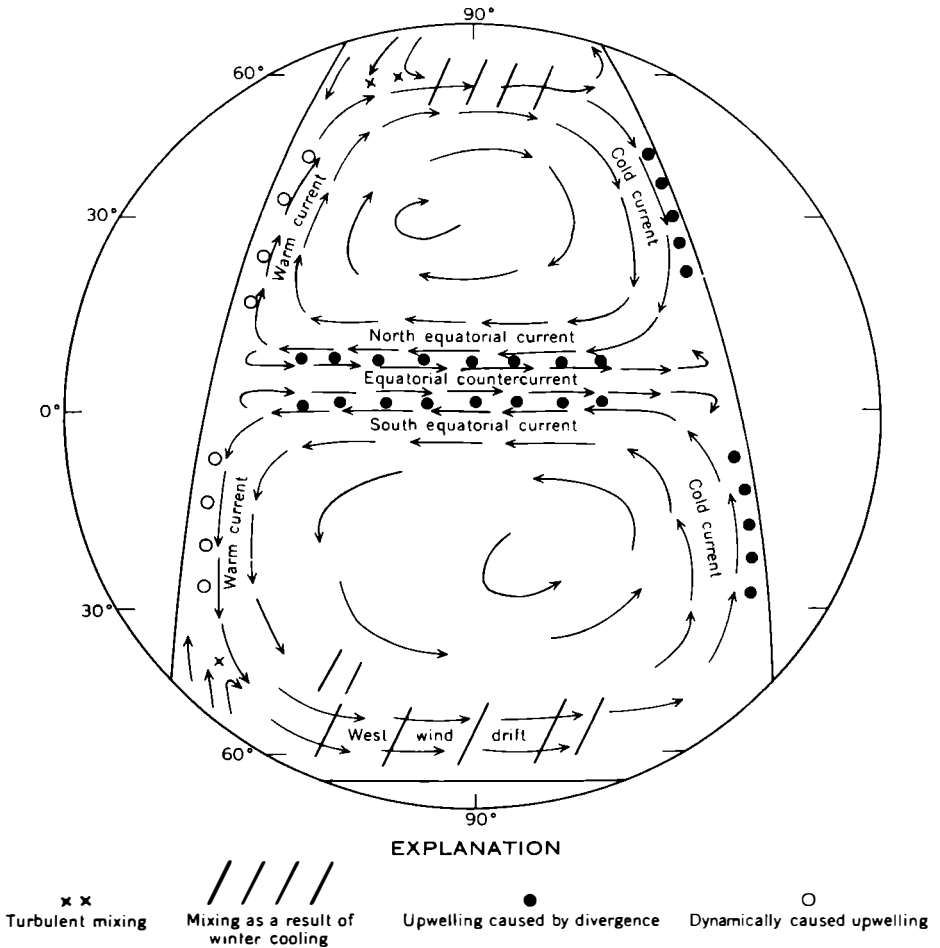 90°
60°
Cold current
30°
Warm current
North equatorial current
Equatorial countercurrent
0°
South equatorial current
Warm current
Cold current
30°
West wind drift
60°
90°
EXPLANATION
Turbulent mixing
Mixing as a result of
winter cooling
Upwelling caused by divergence
Dynamically caused upwelling